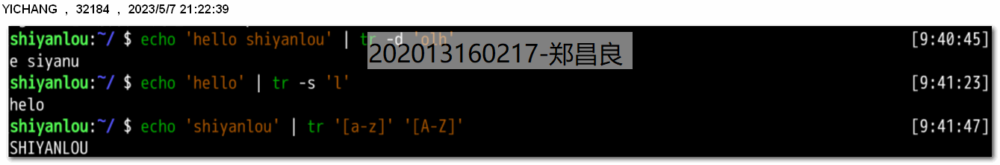 YICHANG , 32184 , 2023/5/7 21:22:39
shiyanlou:~/ $ echo 'hello shiyanlou' | tr -d 'olh' [9:40:45]
202013160217-郑昌良
e siyanu
shiyanlou:~/ $ echo 'hello' | tr -s 'l' [9:41:23]
helo
shiyanlou:~/ $ echo 'shiyanlou' | tr '[a-z]' '[A-Z]' [9:41:47]
SHIYANLOU